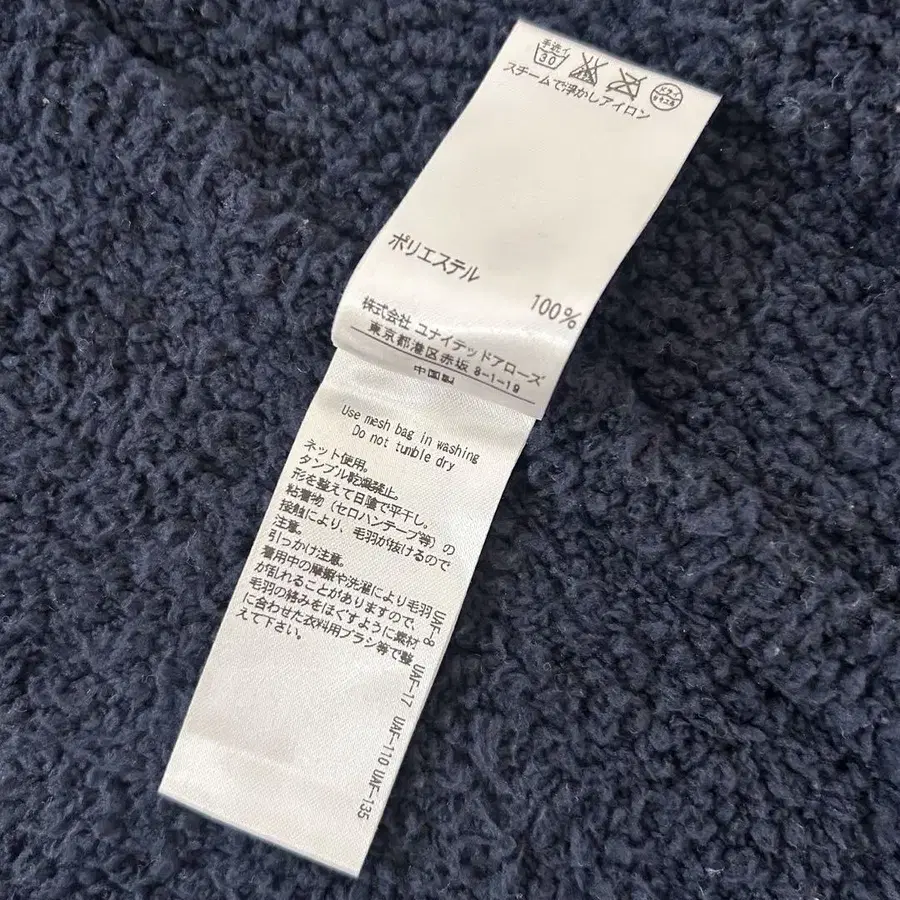 手洗イ
30
ドライ
セキユ系
スチームで浮かしアイロン
ポリエステル
100%
株式会社 ユナイテッドアローズ
東京都港区赤坂 8-1-19
中国製
Use mesh bag in washing
Do not tumble dry
ネット使用。
タンブル乾燥禁止。
形を整えて日陰で平干し。
粘着物（セロハンテープ等）の
接触により、毛羽が抜けるので
注意。
引っかけ注意。
着用中の摩擦や洗濯により毛羽
が乱れることがありますので、
毛羽の絡みをほぐすように素材
に合わせた衣料用ブラシ等で整
えて下さい。
UAF-8 UAF-17 UAF-110 UAF-135